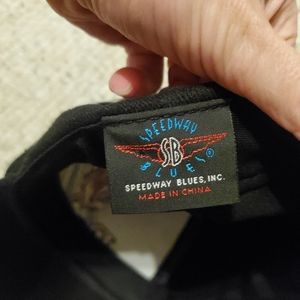 SPEEDWAY
SB
BLUES®
SPEEDWAY BLUES, INC.
MADE IN CHINA